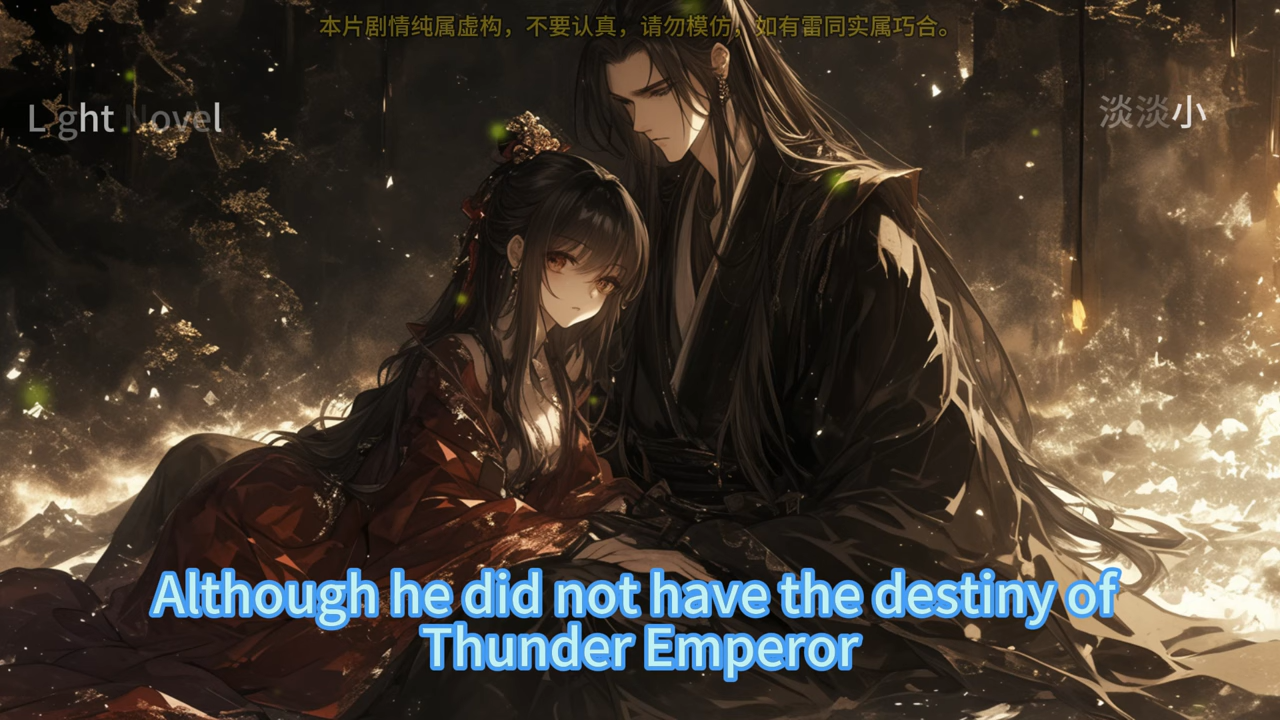 本片剧情纯属虚构，不要认真，请勿模仿，如有雷同实属巧合。
Light Novel
淡淡小
Although he did not have the destiny of
Thunder Emperor